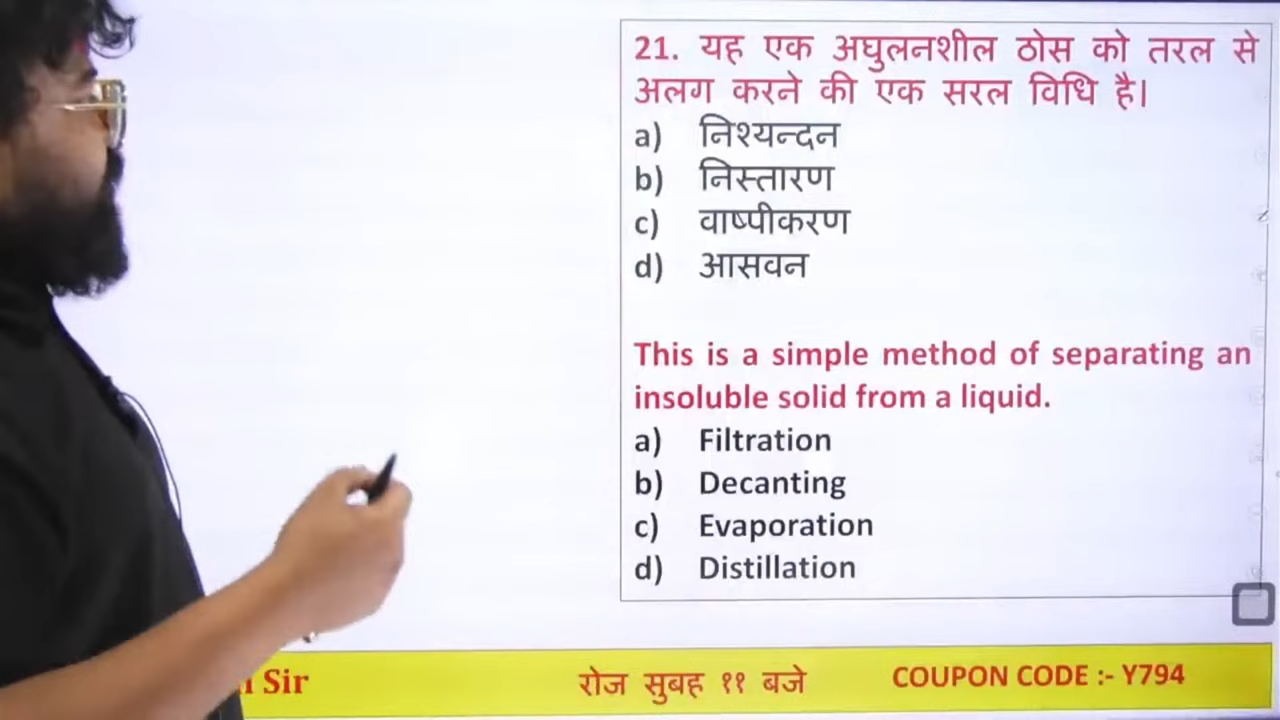 21. यह एक अघुलनशील ठोस को तरल से
अलग करने की एक सरल विधि है।
a) निश्यन्दन
b) निस्तारण
c) वाष्पीकरण
d) आसवन
This is a simple method of separating an
insoluble solid from a liquid.
a) Filtration
b) Decanting
c) Evaporation
d) Distillation
Sir
रोज सुबह ११ बजे
COUPON CODE :- Y794